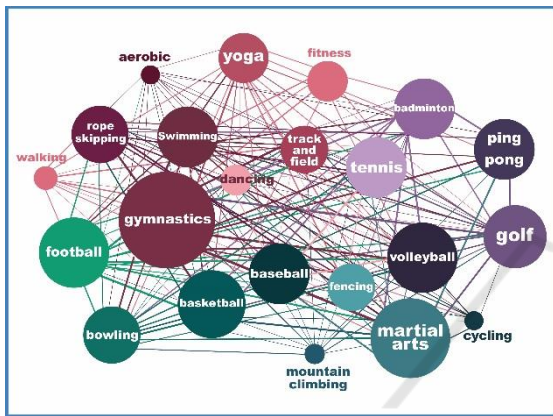 aerobic
yoga
fitness
badminton
rope
skipping
Swimming
track
and
field
ping
pong
walking
dancing
tennis
gymnastics
golf
football
baseball
volleyball
basketball
fencing
bowling
martial
arts
cycling
mountain
climbing